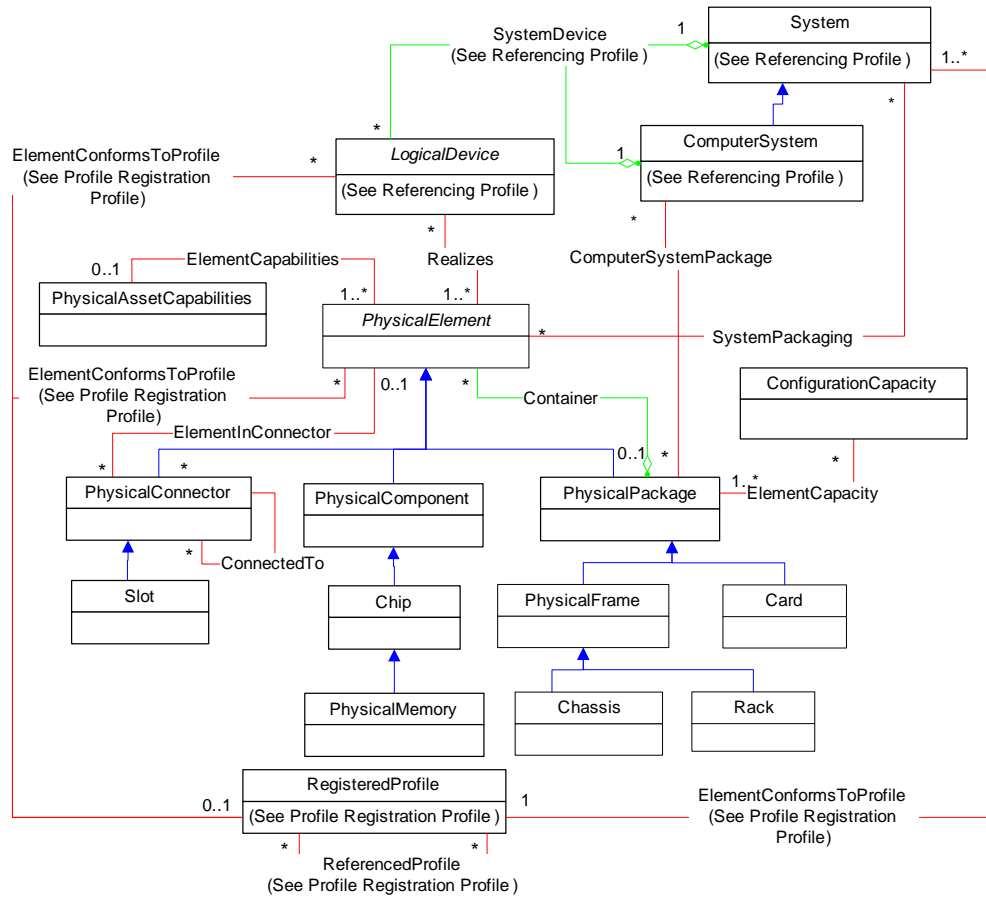 System
1
SystemDevice
(See Referencing Profile )
(See Referencing Profile )
1..*
*
*
ComputerSystem
ElementConformsToProfile
(See Profile Registration
Profile)
*
LogicalDevice
1
(See Referencing Profile )
(See Referencing Profile )
*
*
ElementCapabilities
Realizes
ComputerSystemPackage
0..1
PhysicalAssetCapabilities
1..*
1..*
PhysicalElement
*
SystemPackaging
ElementConformsToProfile
(See Profile Registration
Profile)
*
0..1
*
ConfigurationCapacity
Container
ElementInConnector
0..1
*
*
*
*
PhysicalConnector
PhysicalComponent
PhysicalPackage
1..*
ElementCapacity
*
ConnectedTo
Slot
Chip
PhysicalFrame
Card
PhysicalMemory
Chassis
Rack
RegisteredProfile
0..1
1
(See Profile Registration Profile )
ElementConformsToProfile
(See Profile Registration
Profile)
*
*
ReferencedProfile
(See Profile Registration Profile )